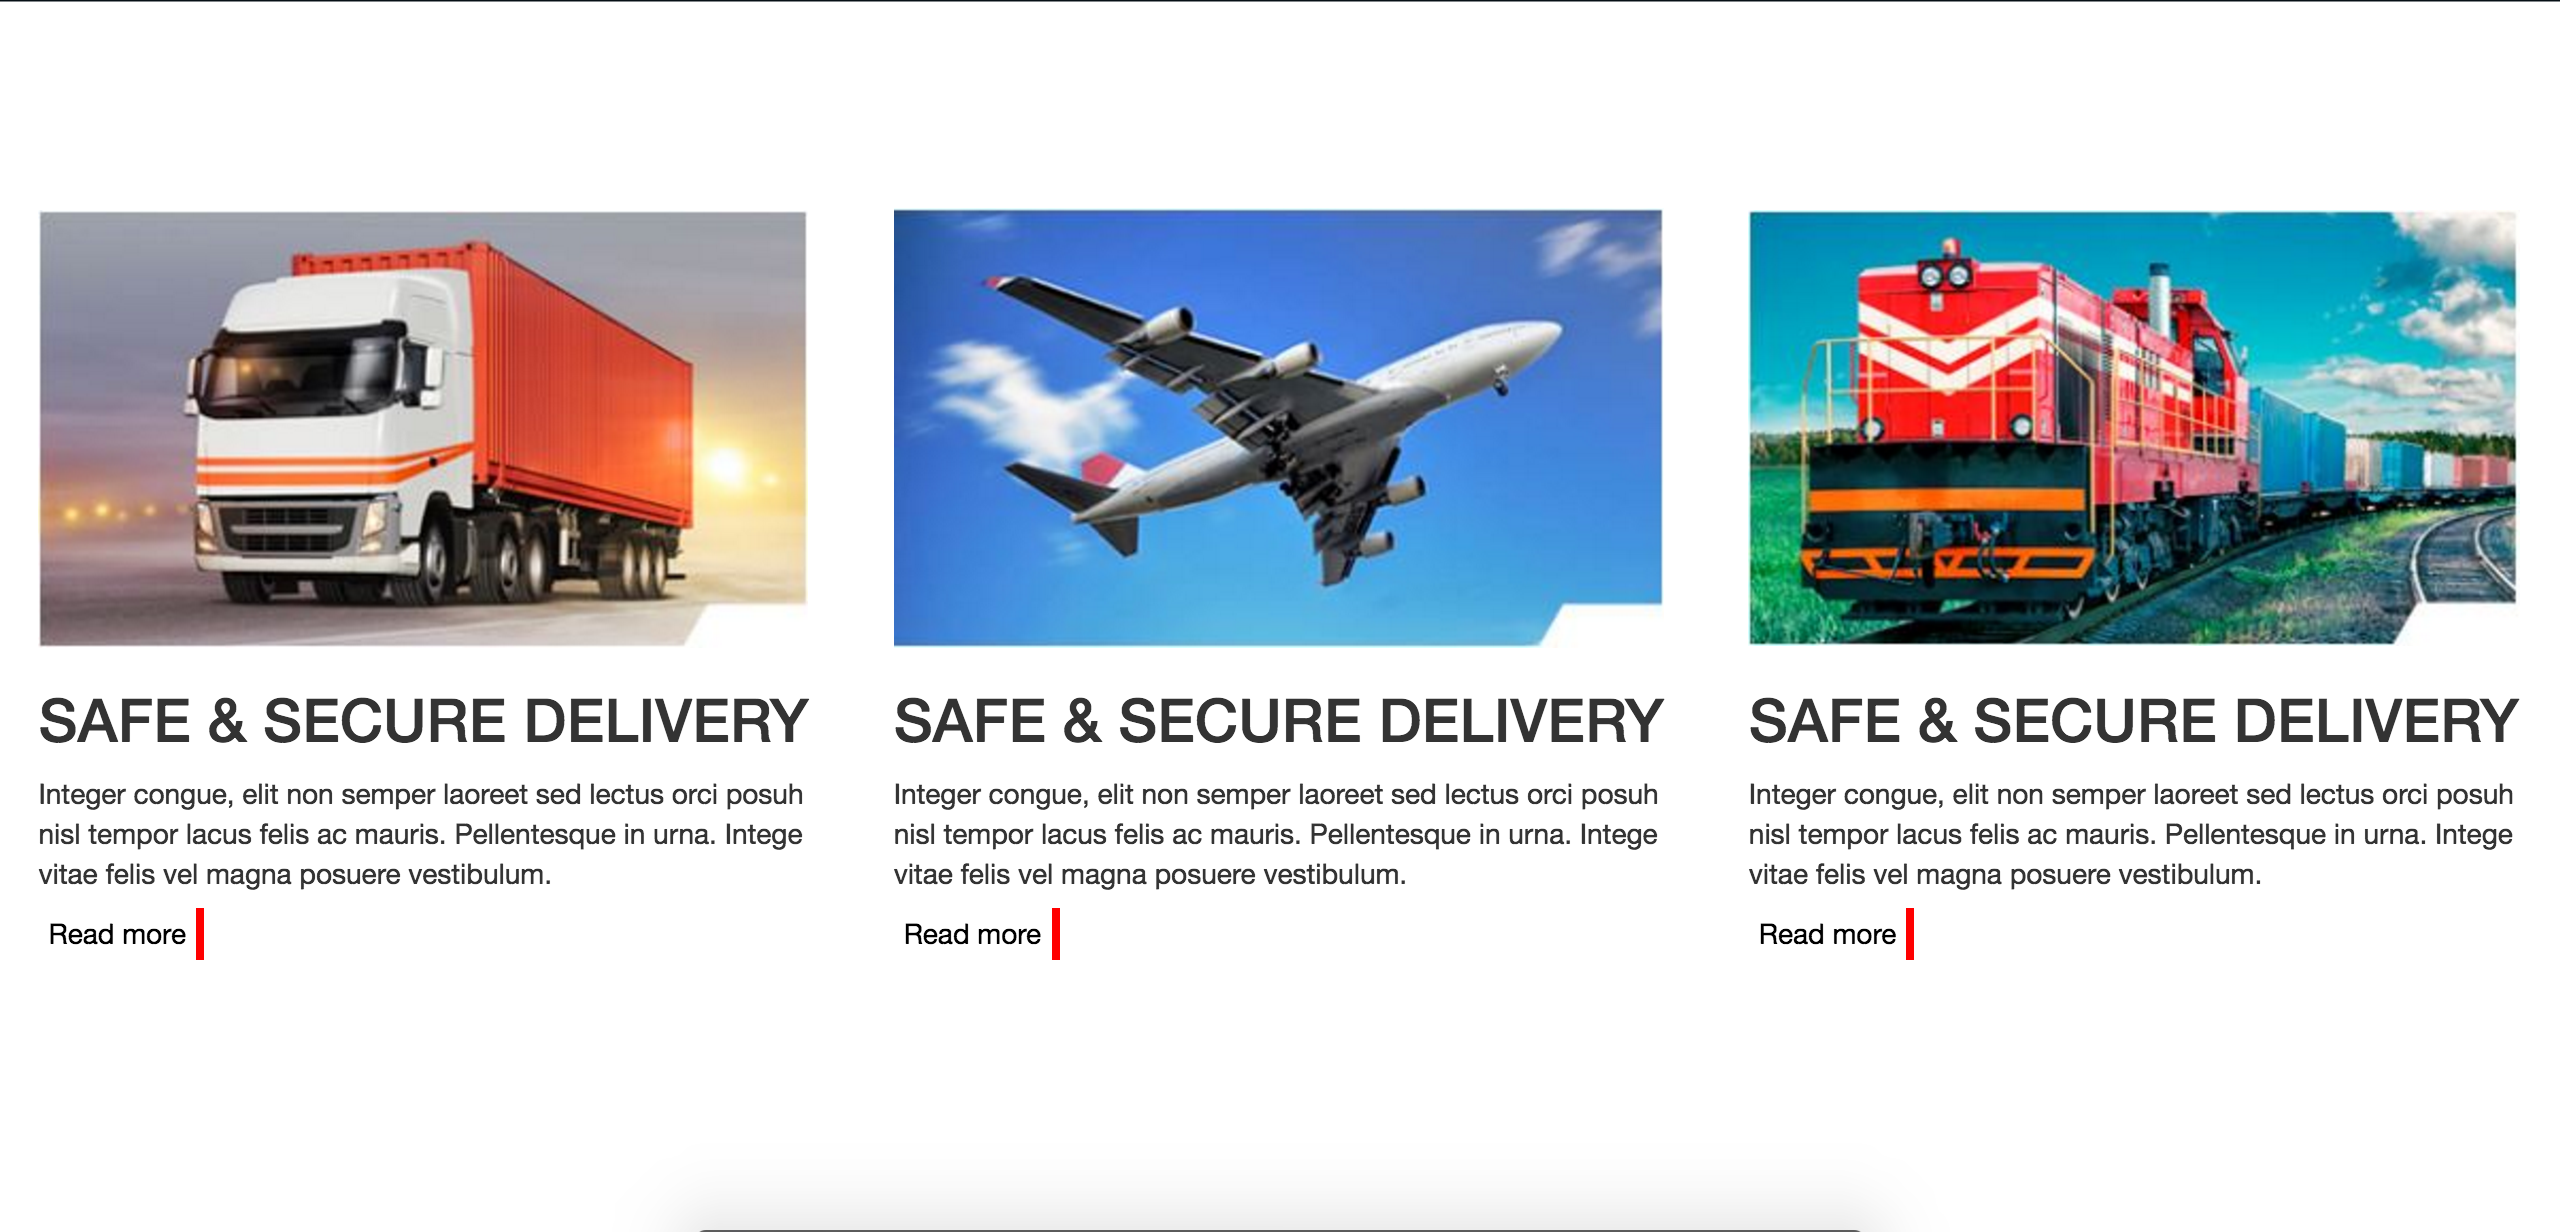 SAFE & SECURE DELIVERY
Integer congue, elit non semper laoreet sed lectus orci posuh
nisl tempor lacus felis ac mauris. Pellentesque in urna. Intege
vitae felis vel magna posuere vestibulum.
Read more
SAFE & SECURE DELIVERY
Integer congue, elit non semper laoreet sed lectus orci posuh
nisl tempor lacus felis ac mauris. Pellentesque in urna. Intege
vitae felis vel magna posuere vestibulum.
Read more
SAFE & SECURE DELIVERY
Integer congue, elit non semper laoreet sed lectus orci posuh
nisl tempor lacus felis ac mauris. Pellentesque in urna. Intege
vitae felis vel magna posuere vestibulum.
Read more